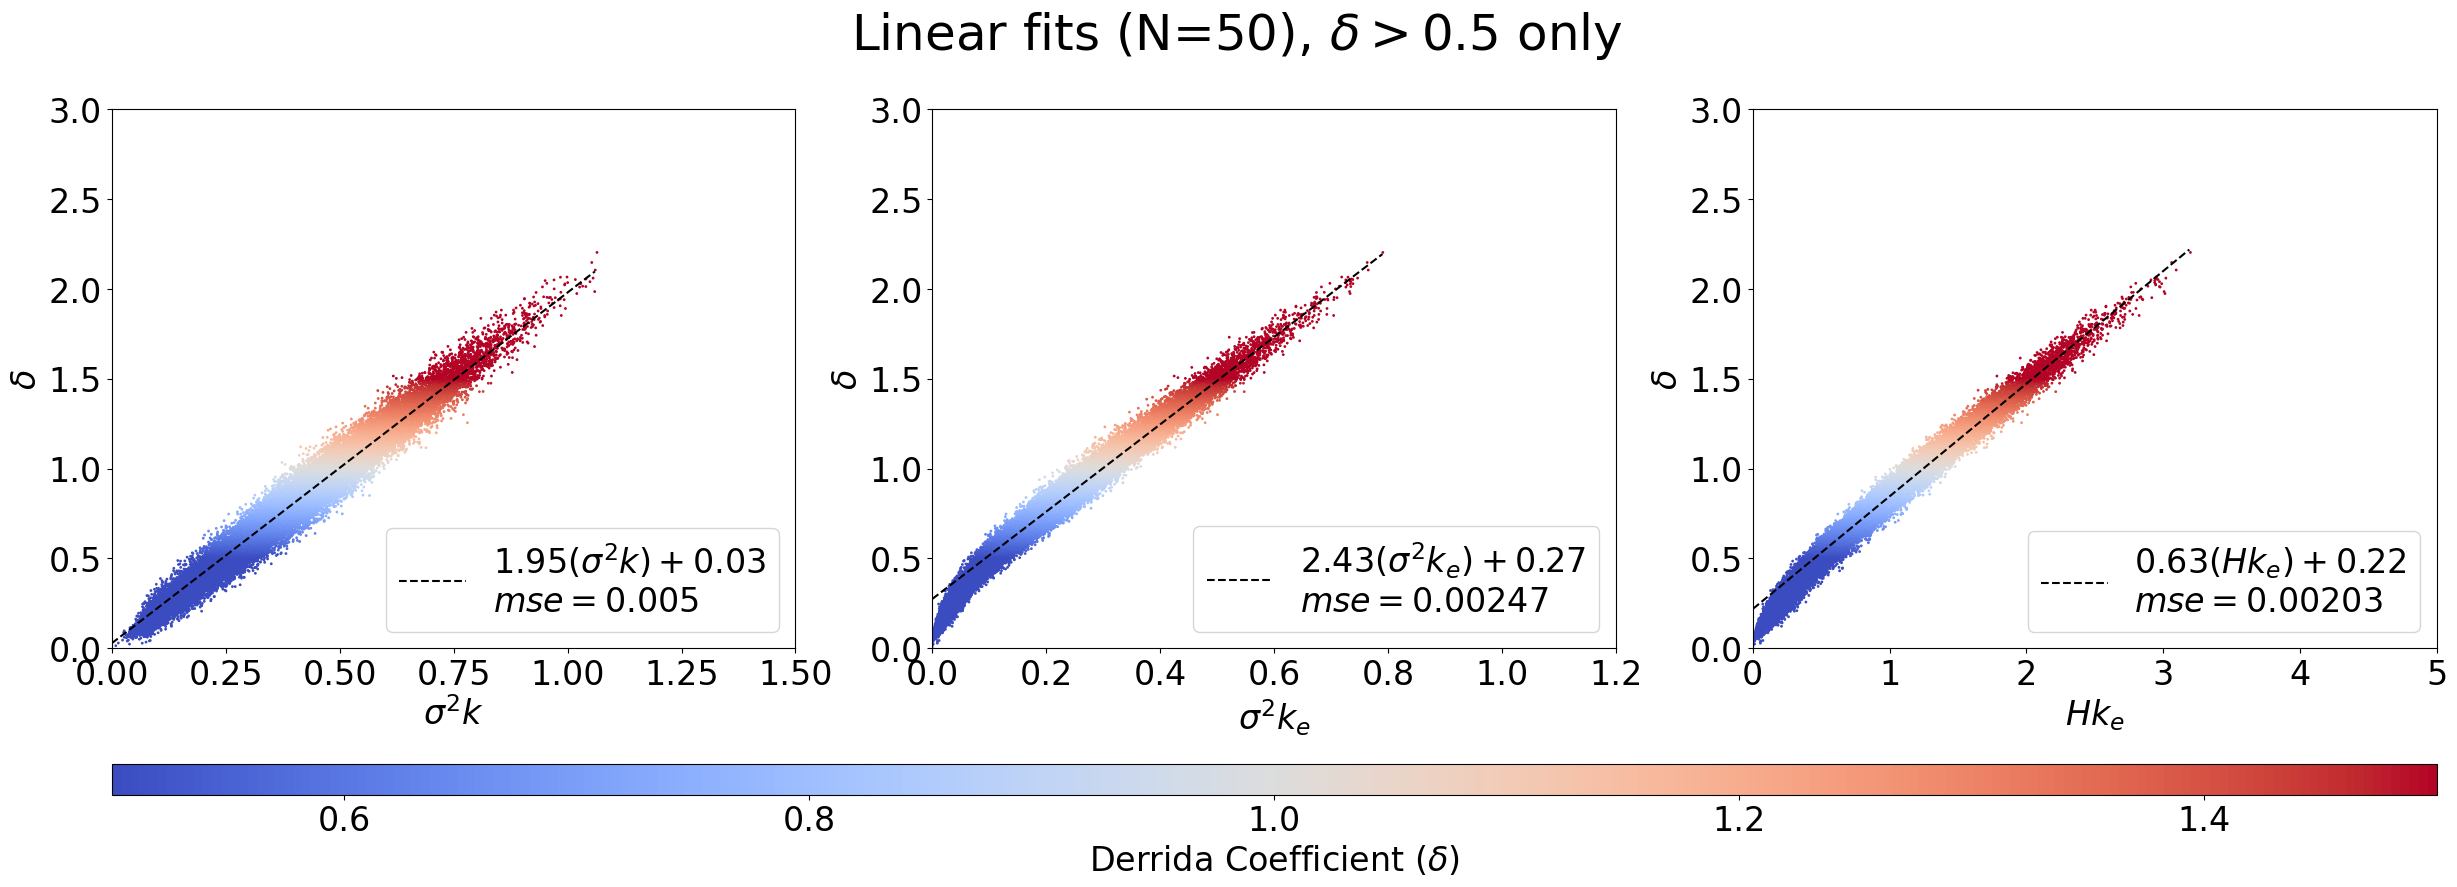 Linear fits (N=50), δ > 0.5 only
3.0
2.5
2.0
1.5
1.0
0.5
0.0
δ
0.00 0.25 0.50 0.75 1.00 1.25 1.50
σ²k
1.95(σ²k) + 0.03
mse = 0.005
3.0
2.5
2.0
1.5
1.0
0.5
0.0
δ
0.0 0.2 0.4 0.6 0.8 1.0 1.2
σ²kₑ
2.43(σ²kₑ) + 0.27
mse = 0.00247
3.0
2.5
2.0
1.5
1.0
0.5
0.0
δ
0 1 2 3 4 5
Hkₑ
0.63(Hkₑ) + 0.22
mse = 0.00203
0.6 0.8 1.0 1.2 1.4
Derrida Coefficient (δ)